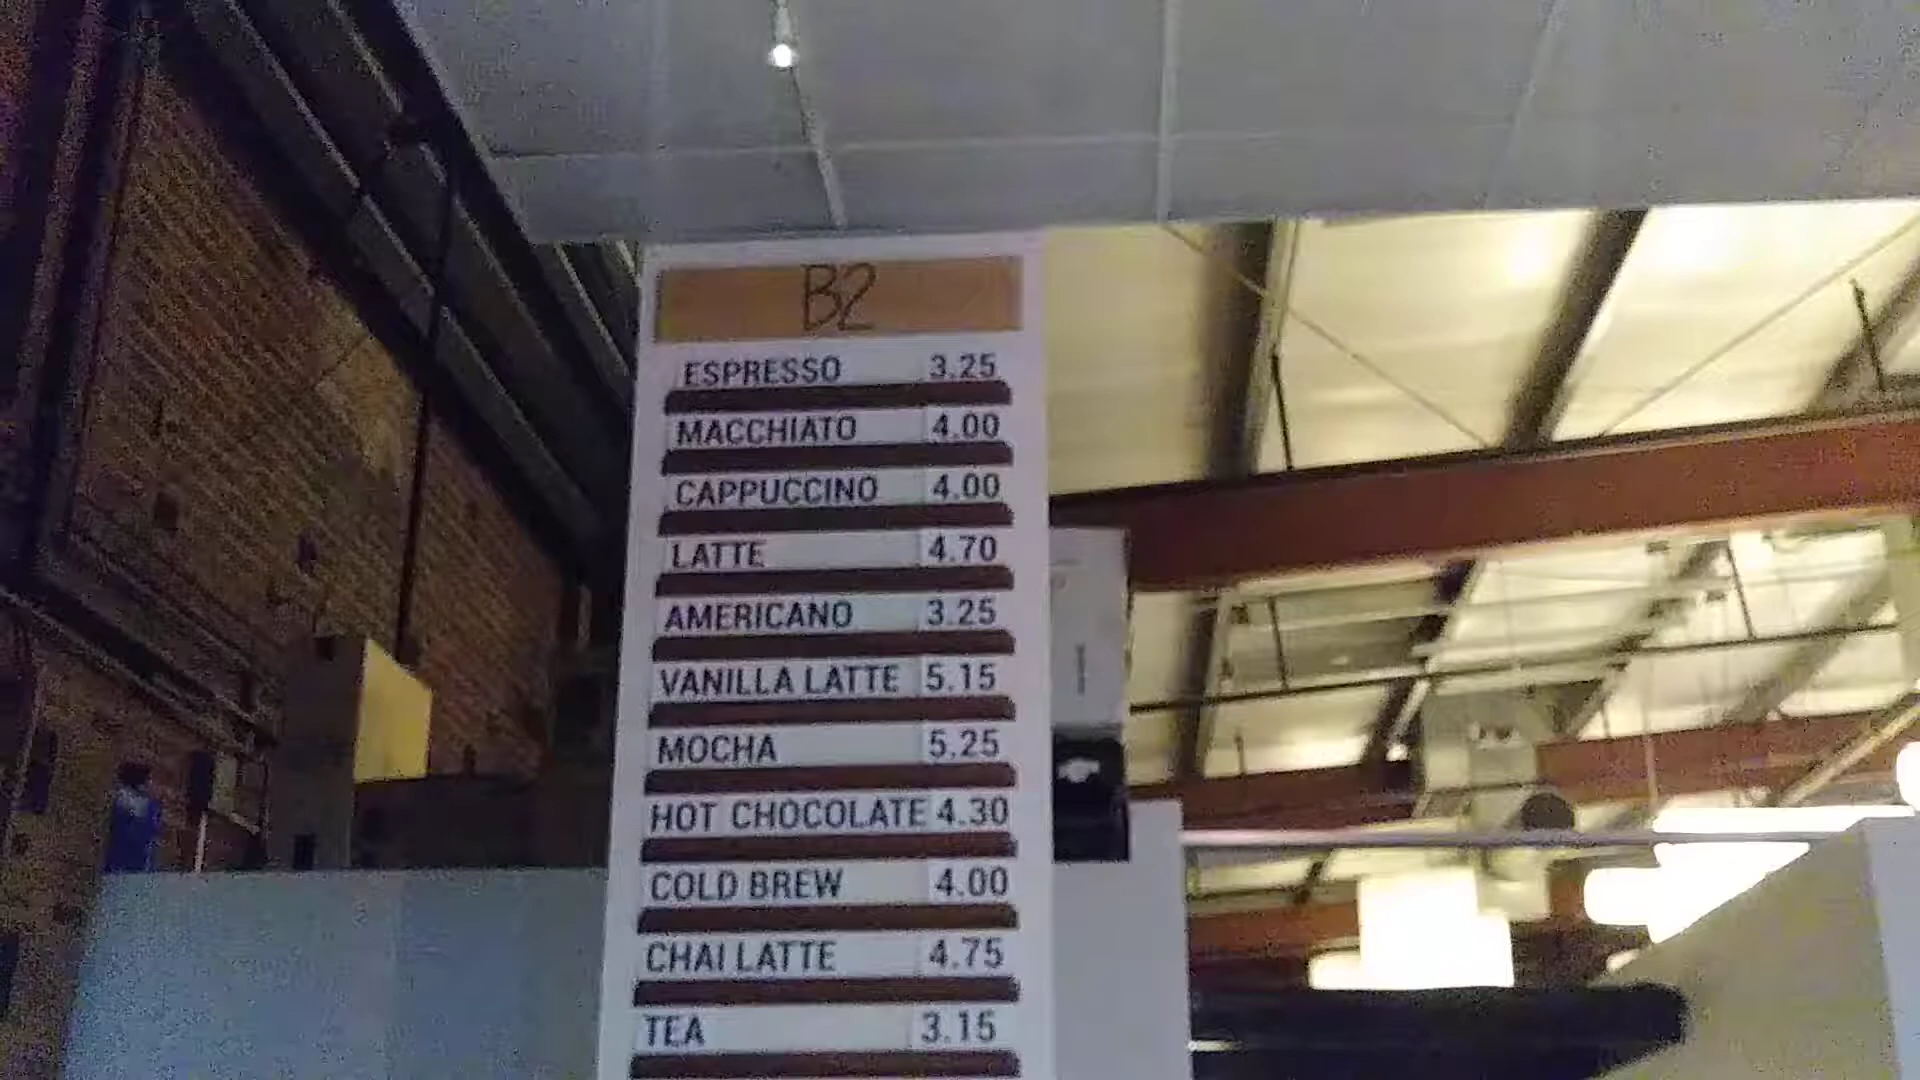 B2
ESPRESSO 3.25
MACCHIATO 4.00
CAPPUCCINO 4.00
LATTE 4.70
AMERICANO 3.25
VANILLA LATTE 5.15
MOCHA 5.25
HOT CHOCOLATE 4.30
COLD BREW 4.00
CHAI LATTE 4.75
TEA 3.15